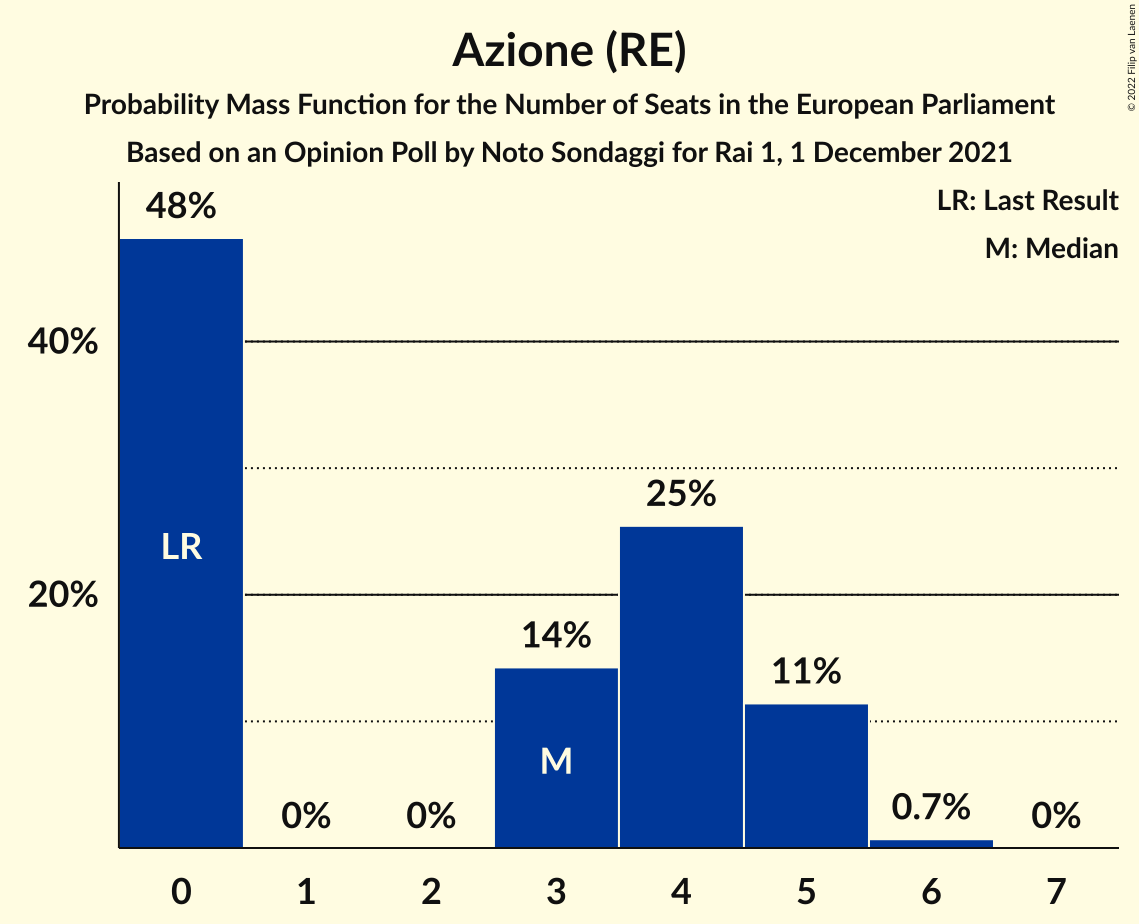 Azione (RE)
Probability Mass Function for the Number of Seats in the European Parliament
Based on an Opinion Poll by Noto Sondaggi for Rai 1, 1 December 2021
© 2022 Filip van Laenen
LR: Last Result
M: Median
48%
40%
25%
LR
20%
14%
11%
M
0%
0%
0.7%
0%
0 1 2 3 4 5 6 7